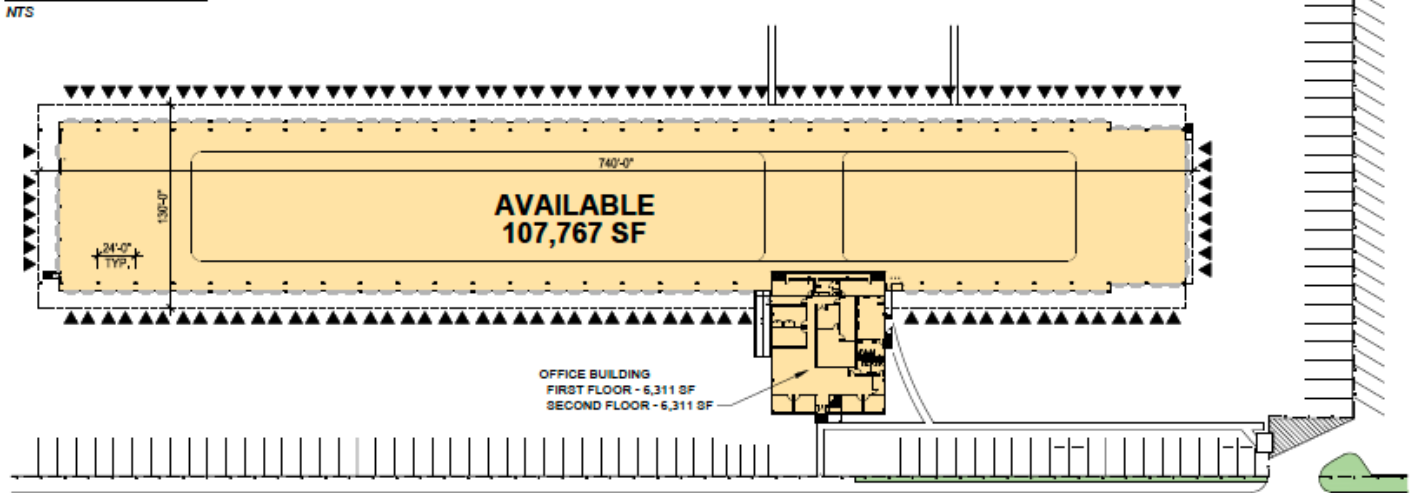 NTS
740'-0"
130'-0"
AVAILABLE
107,767 SF
24'-0"
TYP.
OFFICE BUILDING
FIRST FLOOR - 6,311 SF
SECOND FLOOR - 6,311 SF